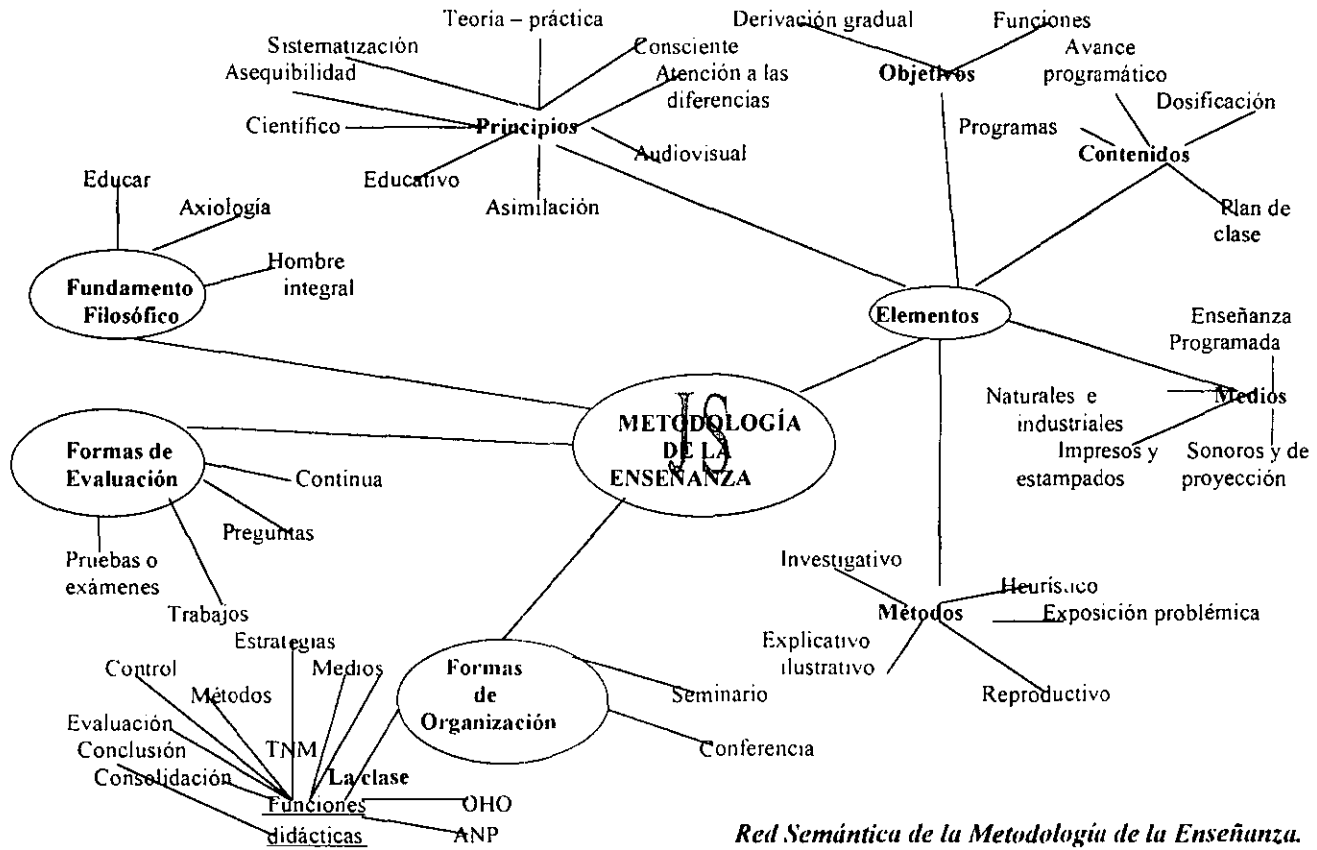 Teoría – práctica
Sistematización
Consciente
Asequibilidad
Atención a las
diferencias
Científico
Principios
Audiovisual
Educativo
Asimilación
Derivación gradual
Funciones
Objetivos
Avance
programático
Dosificación
Programas
Contenidos
Plan de
clase
Educar
Axiología
Hombre
integral
Fundamento
Filosófico
Elementos
Enseñanza
Programada
Naturales e
industriales
Medios
Impresos y
estampados
Sonoros y de
proyección
JS
METODOLOGÍA
DE LA
ENSEÑANZA
Formas de
Evaluación
Continua
Preguntas
Pruebas o
exámenes
Trabajos
Investigativo
Heurístico
Métodos
Exposición problémica
Explicativo
ilustrativo
Reproductivo
Formas
de
Organización
Seminario
Conferencia
Estrategias
Control
Medios
Métodos
Evaluación
Conclusión
TNM
Consolidación
La clase
Funciones
didácticas
OHO
ANP
Red Semántica de la Metodología de la Enseñanza.